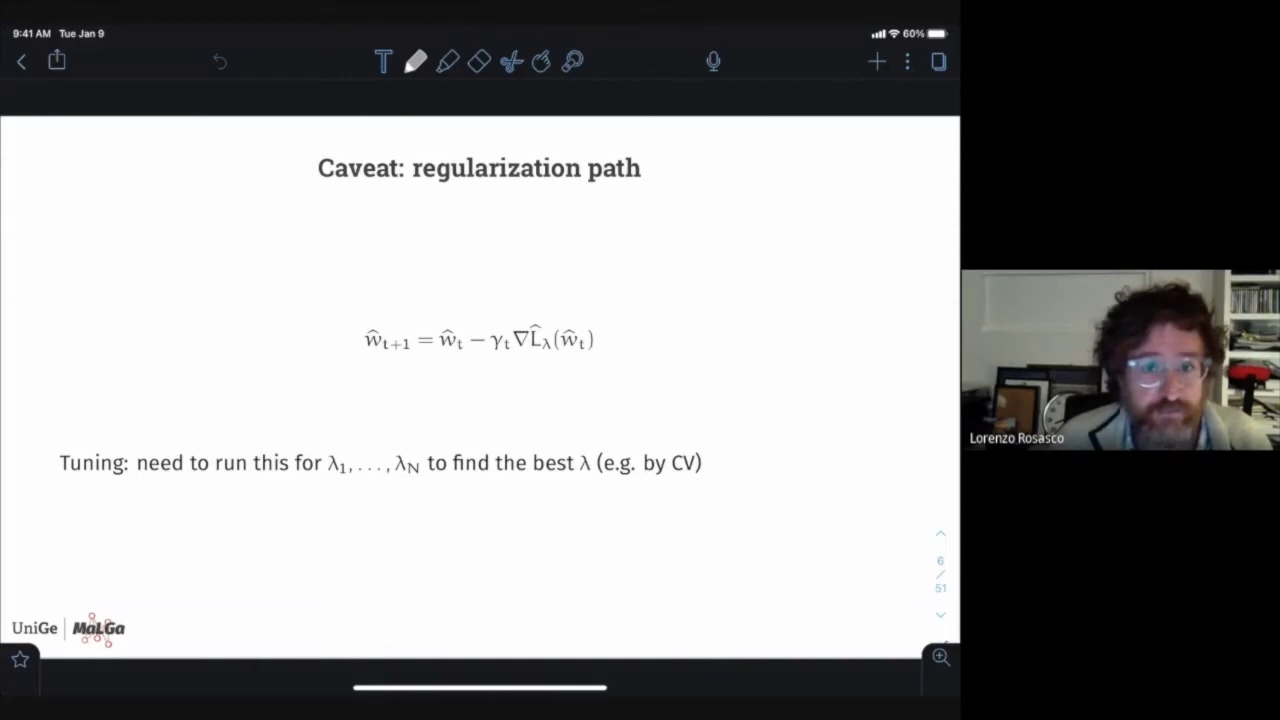 9:41 AM Tue Jan 9
60%
Caveat: regularization path
ŵ_{t+1} = ŵ_t − γ_t∇L̂_λ(ŵ_t)
Tuning: need to run this for λ₁, . . . , λ_N to find the best λ (e.g. by CV)
Lorenzo Rosasco
6
/
51
UniGe | MaLGa